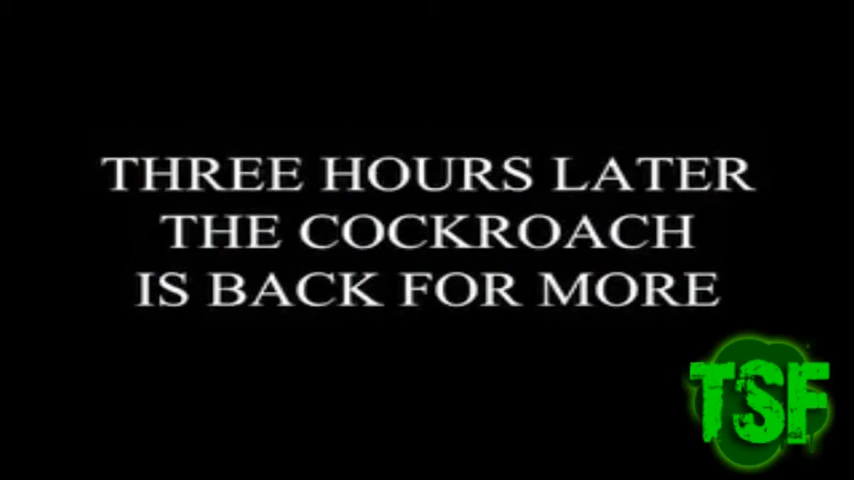 THREE HOURS LATER
THE COCKROACH
IS BACK FOR MORE
TSF